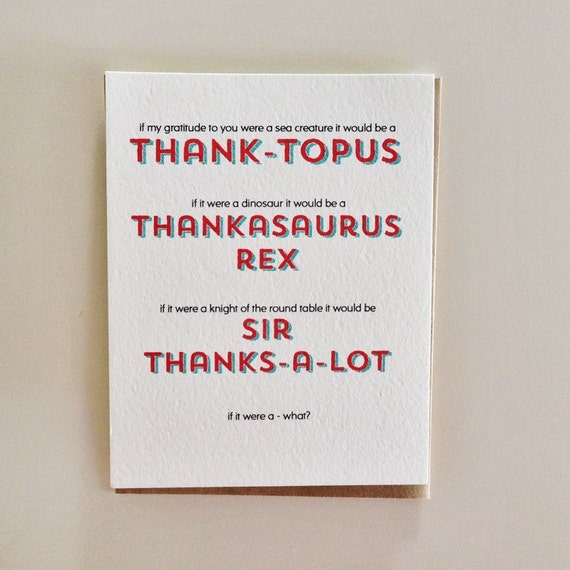 if my gratitude to you were a sea creature it would be a
THANK-TOPUS
if it were a dinosaur it would be a
THANKASAURUS
REX
if it were a knight of the round table it would be
SIR
THANKS-A-LOT
if it were a - what?